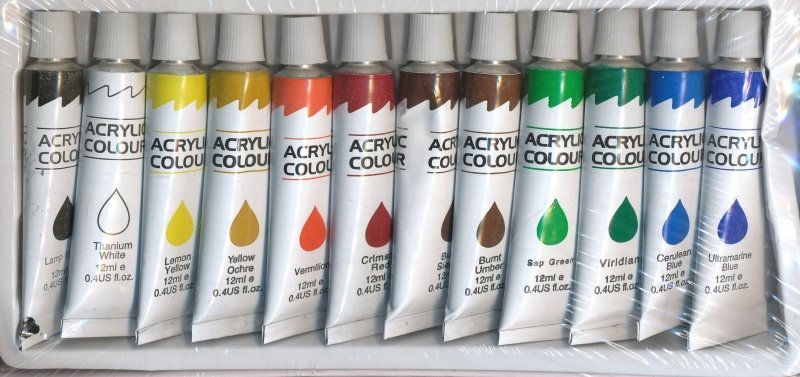 ACRYLIC
COLOUR
Lamp
12ml
0.4US
ACRYLIC
COLOUR
Titanium
White
12ml e
0.4US fl.oz.
ACRYLIC
COLOUR
Lemon
Yellow
12ml e
0.4US fl.oz.
ACRYLIC
COLOUR
Yellow
Ochre
12ml e
0.4US fl.oz.
ACRYLIC
COLOUR
Vermilion
12ml e
0.4US fl.oz.
ACRYLIC
COLOUR
Crimson
Red
12ml e
0.4US fl.oz.
ACRYLIC
COLOUR
12ml
0.4US
ACRYLIC
COLOUR
Burnt
Umber
12ml e
0.4US fl.oz.
ACRYLIC
COLOUR
Sap Green
12ml e
0.4US fl.oz.
ACRYLIC
COLOUR
Viridian
12ml e
0.4US fl.oz.
ACRYLIC
COLOUR
Cerulean
Blue
12ml e
0.4US fl.oz.
ACRYLIC
COLOUR
Ultramarine
Blue
12ml e
0.4US fl.oz.